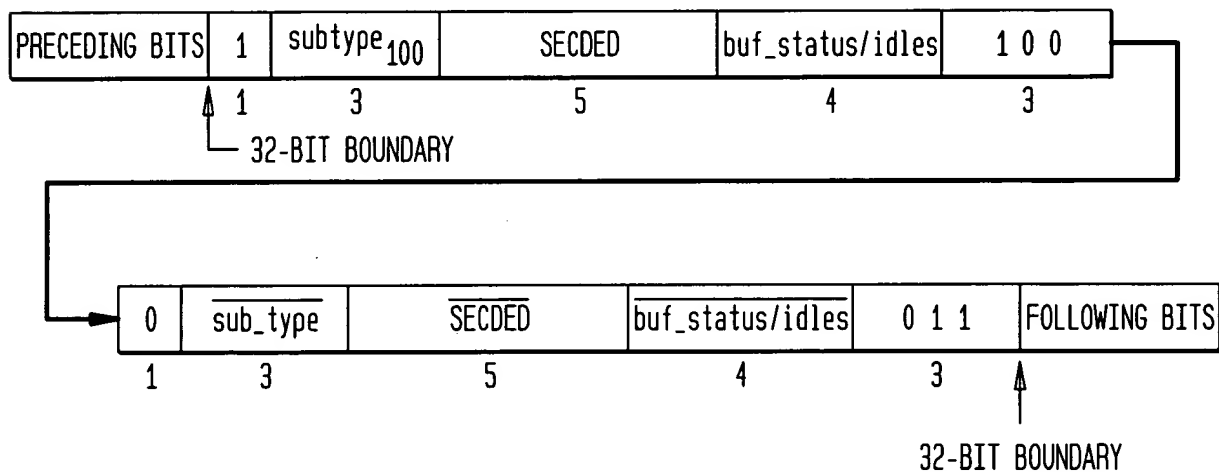 PRECEDING BITS 1 subtype100 SECDED buf_status/idles 1 0 0
1 3 5 4 3
32-BIT BOUNDARY
0 sub_type SECDED buf_status/idles 0 1 1 FOLLOWING BITS
1 3 5 4 3
32-BIT BOUNDARY